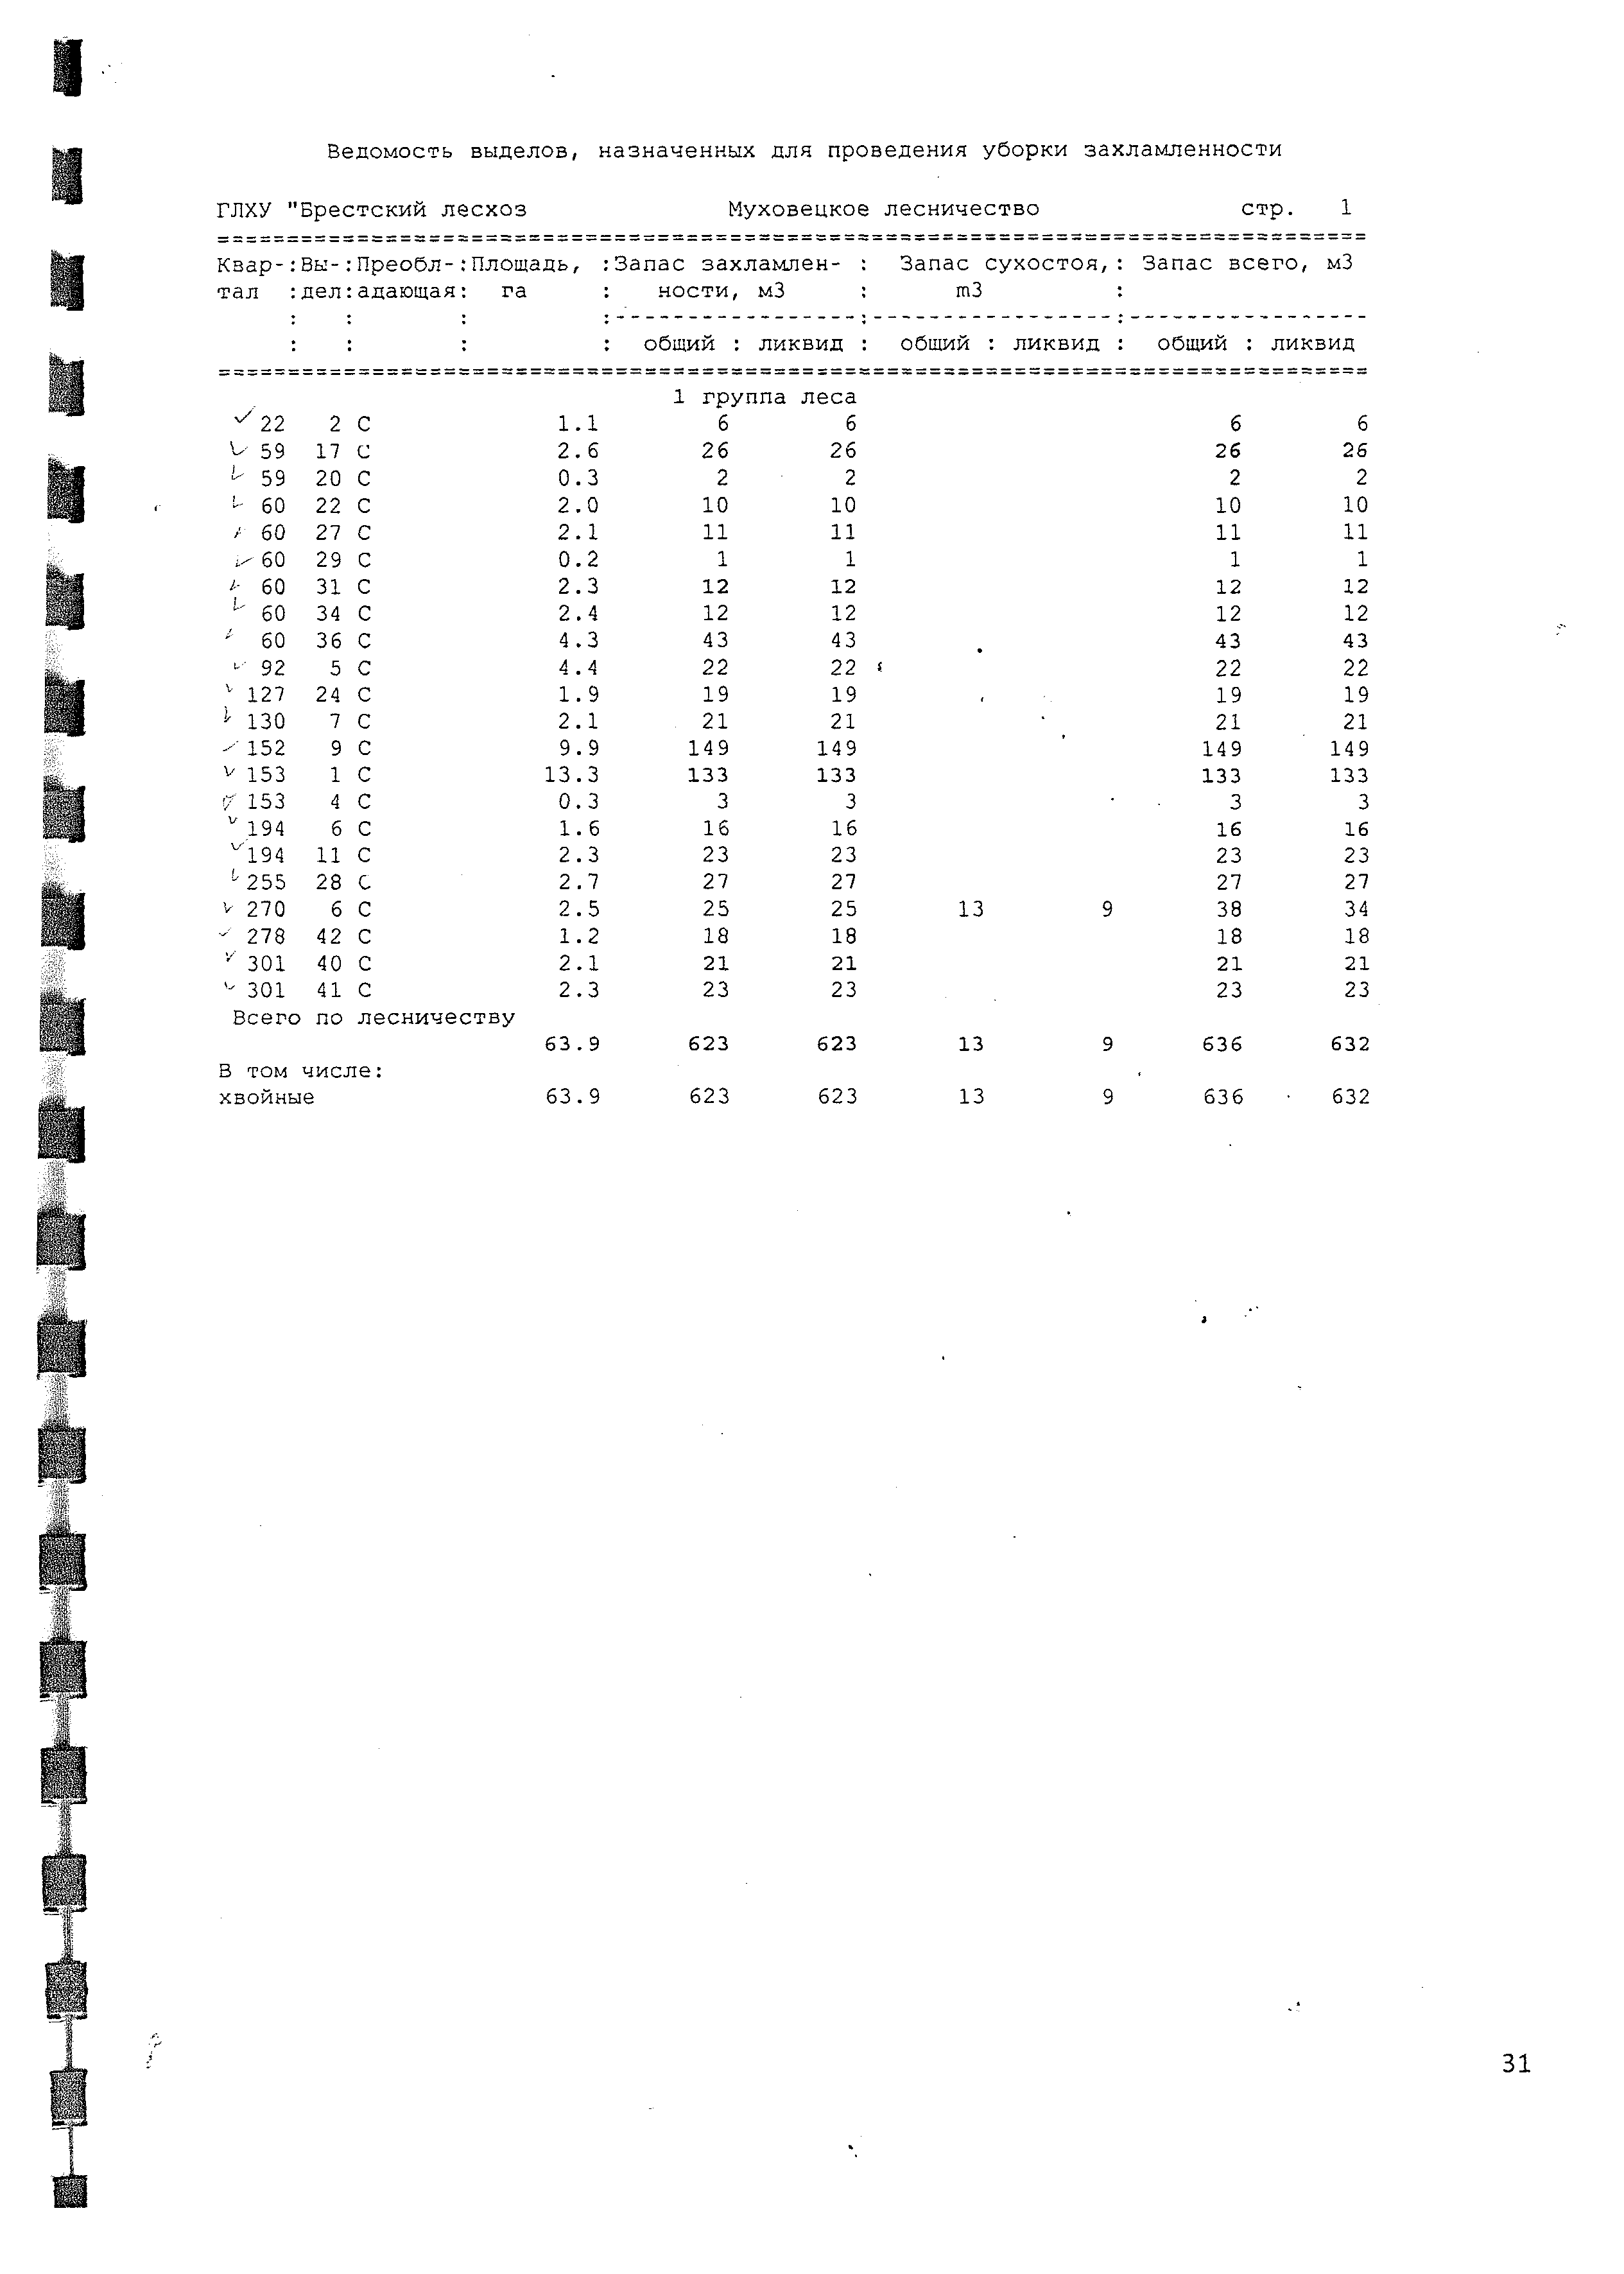 Ведомость выделов, назначенных для проведения уборки захламленности
ГЛХУ "Брестский лесхоз Муховецкое лесничество стр. 1
================================================================================
Квар-:Вы-:Преобл-:Площадь, :Запас захламлен- : Запас сухостоя,: Запас всего, м3
тал :дел:адающая: га : ности, м3 : m3 :
: : : :-----------------:-----------------:-----------------
: : : : общий : ликвид : общий : ликвид : общий : ликвид
================================================================================
1 группа леса
✓ 22 2 С 1.1 6 6 6 6
✓ 59 17 С 2.6 26 26 26 26
✓ 59 20 С 0.3 2 2 2 2
✓ 60 22 С 2.0 10 10 10 10
✓ 60 27 С 2.1 11 11 11 11
✓ 60 29 С 0.2 1 1 1 1
✓ 60 31 С 2.3 12 12 12 12
✓ 60 34 С 2.4 12 12 12 12
✓ 60 36 С 4.3 43 43 43 43
✓ 92 5 С 4.4 22 22 22 22
✓ 127 24 С 1.9 19 19 19 19
✓ 130 7 С 2.1 21 21 21 21
✓ 152 9 С 9.9 149 149 149 149
✓ 153 1 С 13.3 133 133 133 133
✓ 153 4 С 0.3 3 3 3 3
✓ 194 6 С 1.6 16 16 16 16
✓ 194 11 С 2.3 23 23 23 23
✓ 255 28 С 2.7 27 27 27 27
✓ 270 6 С 2.5 25 25 13 9 38 34
✓ 278 42 С 1.2 18 18 18 18
✓ 301 40 С 2.1 21 21 21 21
✓ 301 41 С 2.3 23 23 23 23
Всего по лесничеству
63.9 623 623 13 9 636 632
В том числе:
хвойные 63.9 623 623 13 9 636 632
31